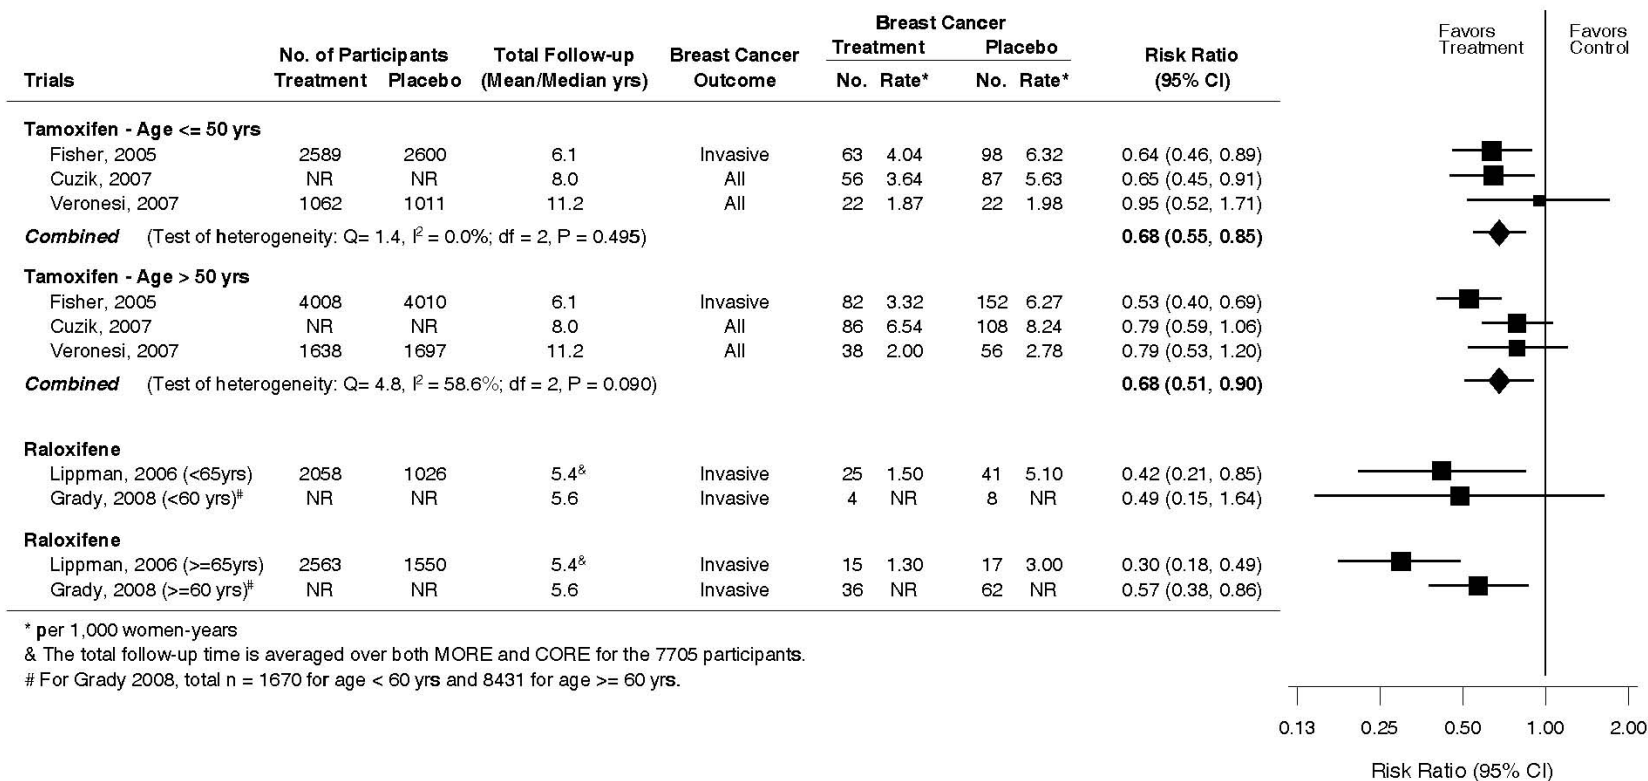 Breast Cancer
Favors Favors
No. of Participants Total Follow-up Breast Cancer Treatment Placebo Risk Ratio Treatment Control
Trials Treatment Placebo (Mean/Median yrs) Outcome No. Rate* No. Rate* (95% CI)
Tamoxifen - Age <= 50 yrs
Fisher, 2005 2589 2600 6.1 Invasive 63 4.04 98 6.32 0.64 (0.46, 0.89)
Cuzik, 2007 NR NR 8.0 All 56 3.64 87 5.63 0.65 (0.45, 0.91)
Veronesi, 2007 1062 1011 11.2 All 22 1.87 22 1.98 0.95 (0.52, 1.71)
Combined (Test of heterogeneity: Q= 1.4, I² = 0.0%; df = 2, P = 0.495) 0.68 (0.55, 0.85)
Tamoxifen - Age > 50 yrs
Fisher, 2005 4008 4010 6.1 Invasive 82 3.32 152 6.27 0.53 (0.40, 0.69)
Cuzik, 2007 NR NR 8.0 All 86 6.54 108 8.24 0.79 (0.59, 1.06)
Veronesi, 2007 1638 1697 11.2 All 38 2.00 56 2.78 0.79 (0.53, 1.20)
Combined (Test of heterogeneity: Q= 4.8, I² = 58.6%; df = 2, P = 0.090) 0.68 (0.51, 0.90)
Raloxifene
Lippman, 2006 (<65yrs) 2058 1026 5.4& Invasive 25 1.50 41 5.10 0.42 (0.21, 0.85)
Grady, 2008 (<60 yrs)# NR NR 5.6 Invasive 4 NR 8 NR 0.49 (0.15, 1.64)
Raloxifene
Lippman, 2006 (>=65yrs) 2563 1550 5.4& Invasive 15 1.30 17 3.00 0.30 (0.18, 0.49)
Grady, 2008 (>=60 yrs)# NR NR 5.6 Invasive 36 NR 62 NR 0.57 (0.38, 0.86)
* per 1,000 women-years
& The total follow-up time is averaged over both MORE and CORE for the 7705 participants.
# For Grady 2008, total n = 1670 for age < 60 yrs and 8431 for age >= 60 yrs.
0.13 0.25 0.50 1.00 2.00
Risk Ratio (95% CI)